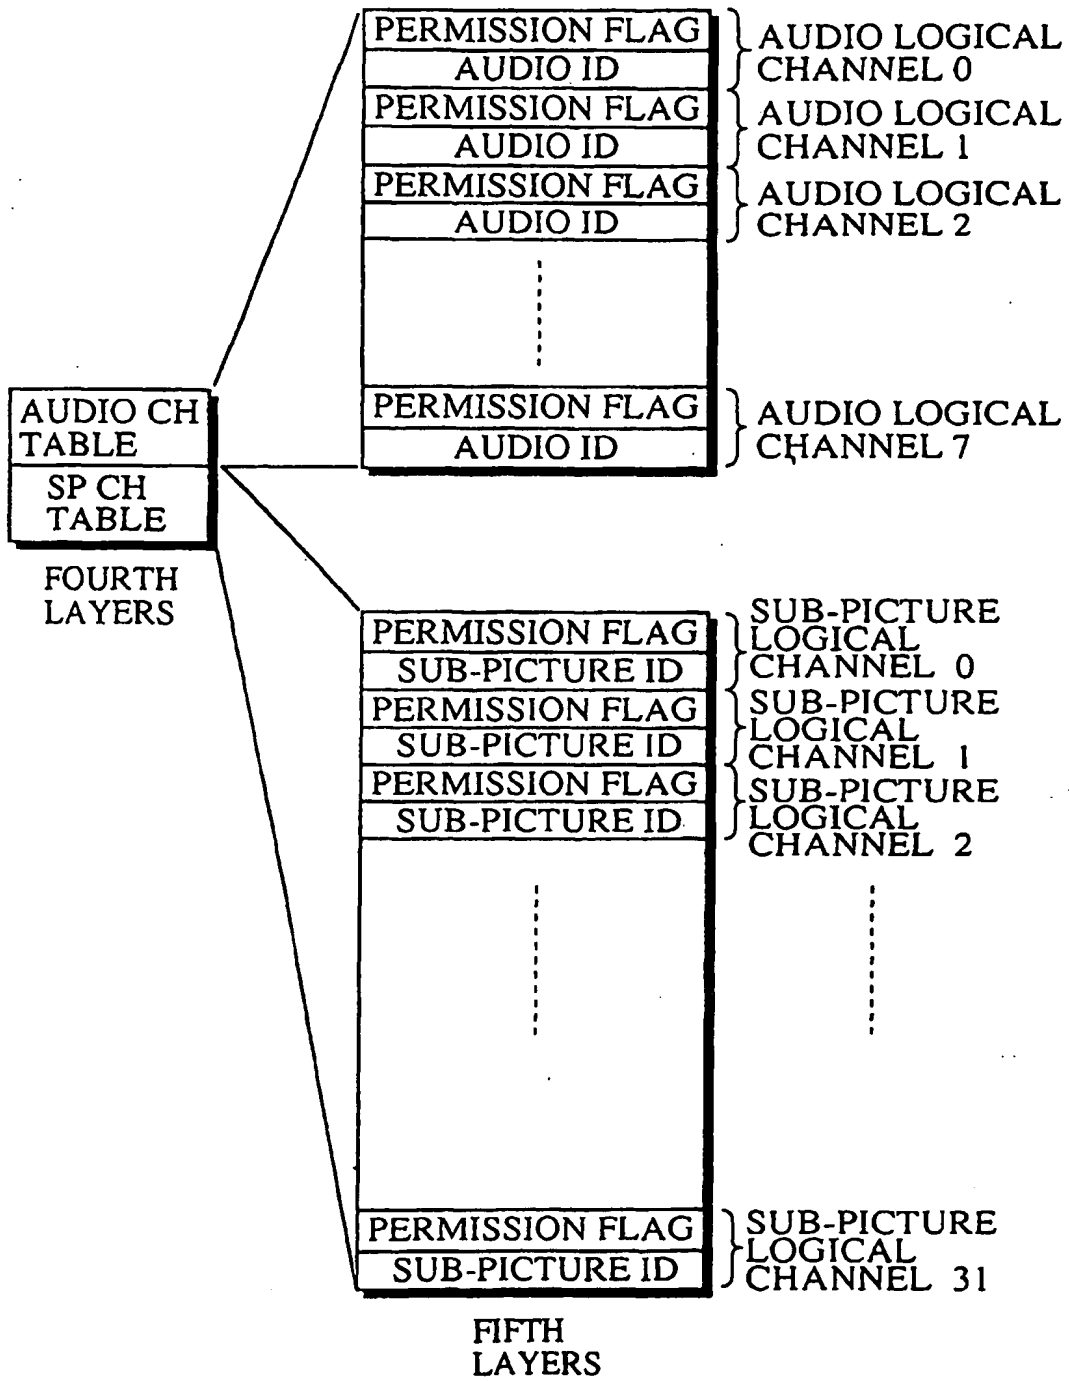 PERMISSION FLAG
AUDIO ID
AUDIO LOGICAL
CHANNEL 0
PERMISSION FLAG
AUDIO ID
AUDIO LOGICAL
CHANNEL 1
PERMISSION FLAG
AUDIO ID
AUDIO LOGICAL
CHANNEL 2
PERMISSION FLAG
AUDIO ID
AUDIO LOGICAL
CHANNEL 7
AUDIO CH
TABLE
SP CH
TABLE
FOURTH
LAYERS
PERMISSION FLAG
SUB-PICTURE ID
SUB-PICTURE
LOGICAL
CHANNEL 0
PERMISSION FLAG
SUB-PICTURE ID
SUB-PICTURE
LOGICAL
CHANNEL 1
PERMISSION FLAG
SUB-PICTURE ID
SUB-PICTURE
LOGICAL
CHANNEL 2
PERMISSION FLAG
SUB-PICTURE ID
SUB-PICTURE
LOGICAL
CHANNEL 31
FIFTH
LAYERS